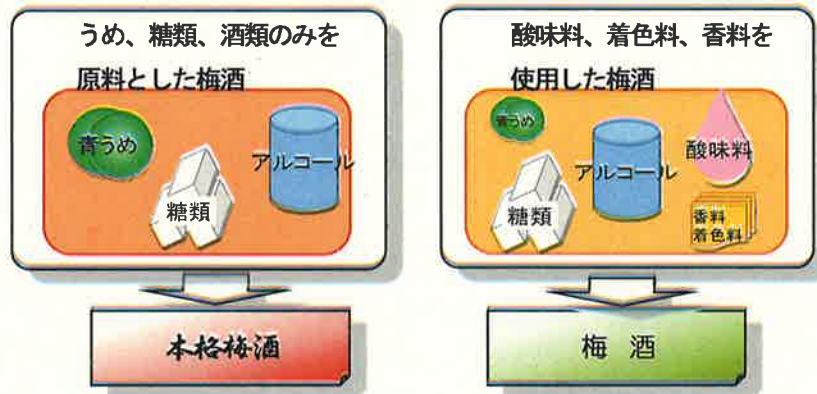 うめ、糖類、酒類のみを
原料とした梅酒
青うめ
アルコール
糖類
本格梅酒
酸味料、着色料、香料を
使用した梅酒
青うめ
アルコール
酸味料
糖類
香料
着色料
梅 酒